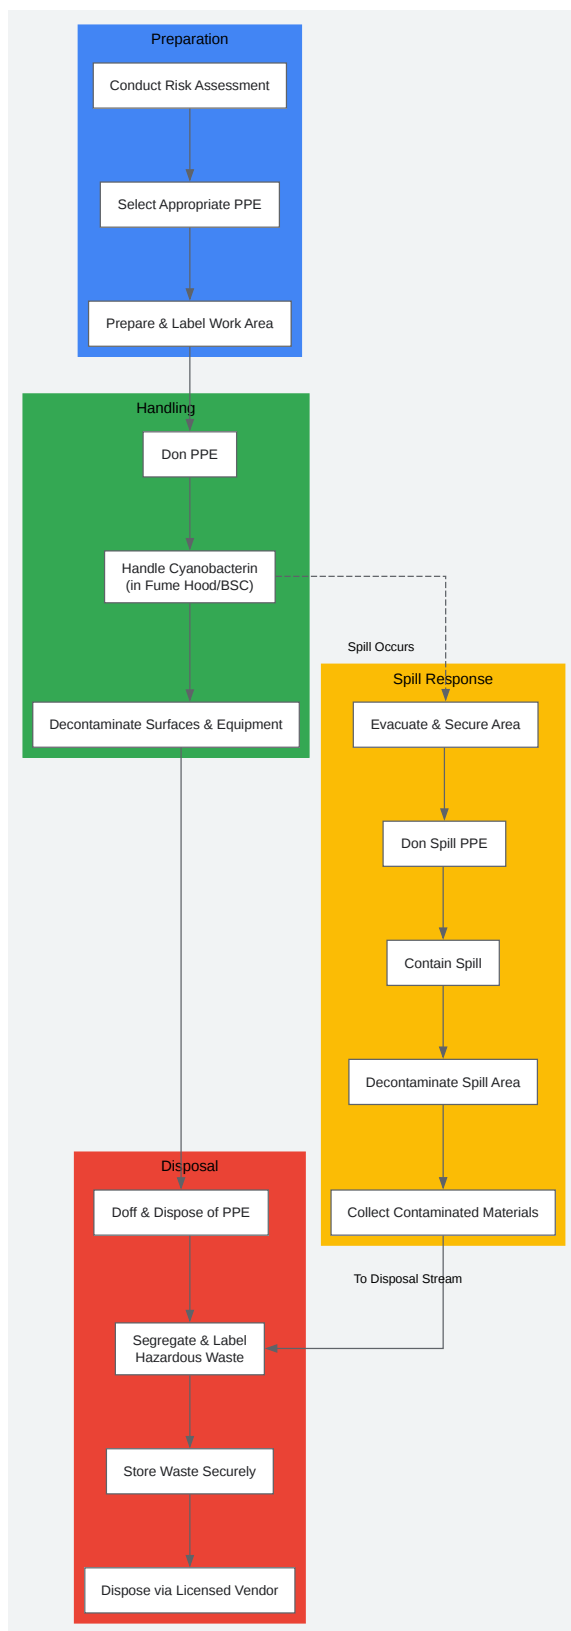 Preparation
Conduct Risk Assessment
Select Appropriate PPE
Prepare & Label Work Area
Handling
Don PPE
Handle Cyanobacterin
(in Fume Hood/BSC)
Decontaminate Surfaces & Equipment
Spill Occurs
Spill Response
Evacuate & Secure Area
Don Spill PPE
Contain Spill
Decontaminate Spill Area
Collect Contaminated Materials
To Disposal Stream
Disposal
Doff & Dispose of PPE
Segregate & Label
Hazardous Waste
Store Waste Securely
Dispose via Licensed Vendor